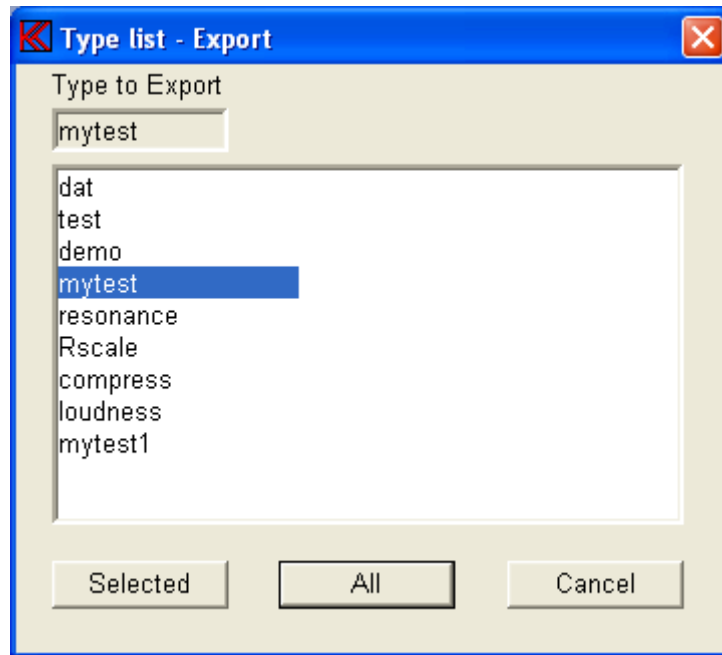 Type list - Export
Type to Export
mytest
dat
test
demo
mytest
resonance
Rscale
compress
loudness
mytest1
Selected All Cancel